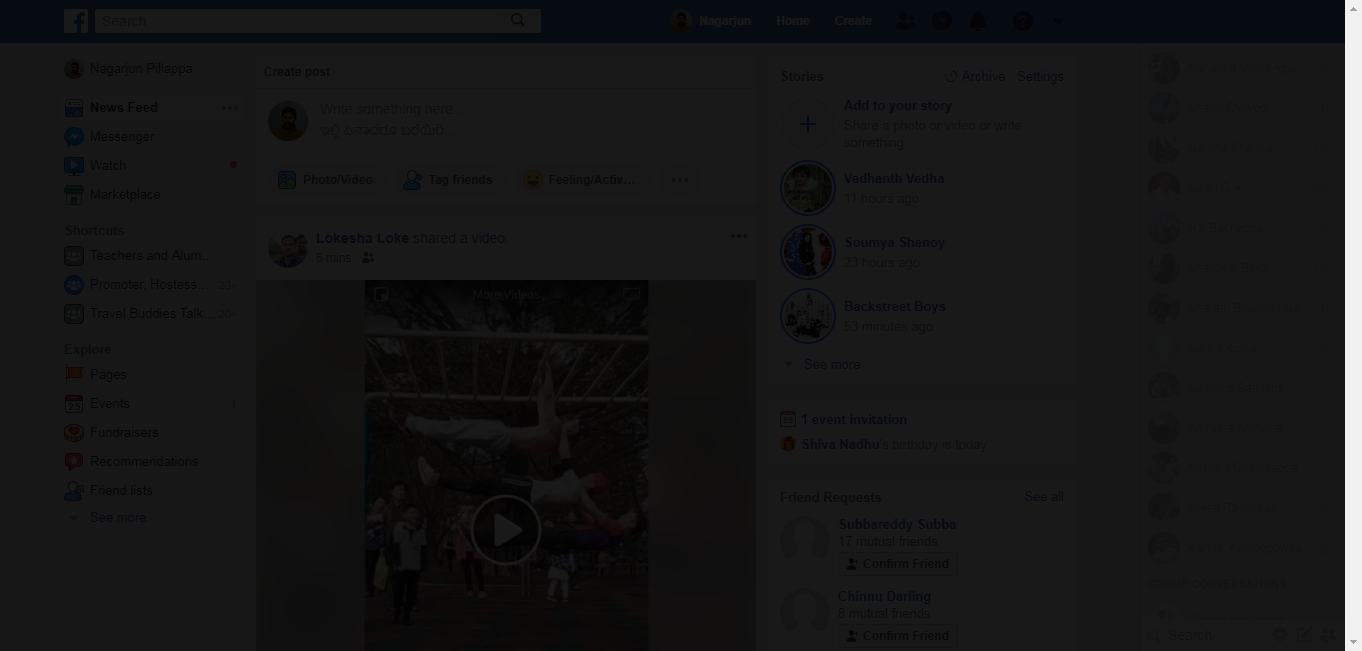 Search
Nagarjun
Home
Create
Nagarjun Pillappa
News Feed
Messenger
Watch
Marketplace
Shortcuts
Teachers and Alum...
Promoter, Hostess... 20+
Travel Buddies Talk... 20+
Explore
Pages
Events 1
Fundraisers
Recommendations
Friend lists
See more
Create post
Write something here...
ಇಲ್ಲಿ ಏನಾದರೂ ಬರೆಯಿರಿ...
Photo/Video
Tag friends
Feeling/Activ...
Lokesha Loke shared a video.
5 mins
More Videos
Stories
Archive
Settings
Add to your story
Share a photo or video or write
something
Vedhanth Vedha
11 hours ago
Soumya Shenoy
23 hours ago
Backstreet Boys
53 minutes ago
See more
1 event invitation
Shiva Nadhu's birthday is today
Friend Requests
See all
Subbareddy Subba
17 mutual friends
Confirm Friend
Chinnu Darling
8 mutual friends
Confirm Friend
GROUP CONVERSATIONS
Search